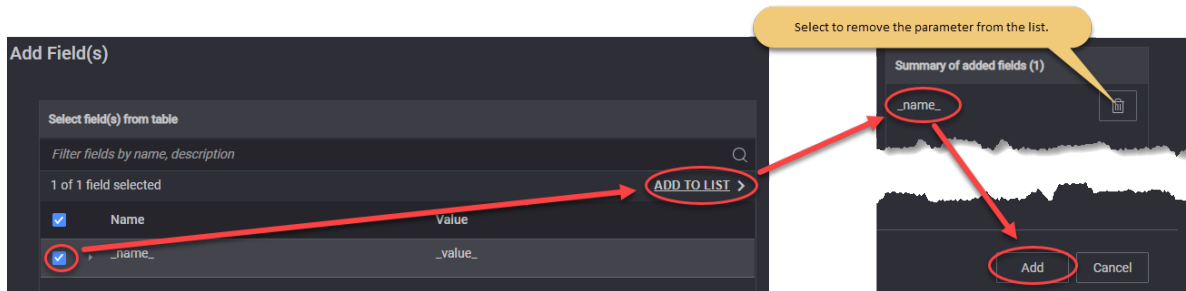 Select to remove the parameter from the list.
Add Field(s)
Select field(s) from table
Filter fields by name, description
1 of 1 field selected
ADD TO LIST >
Name Value
_name_ _value_
Summary of added fields (1)
_name_
Add Cancel